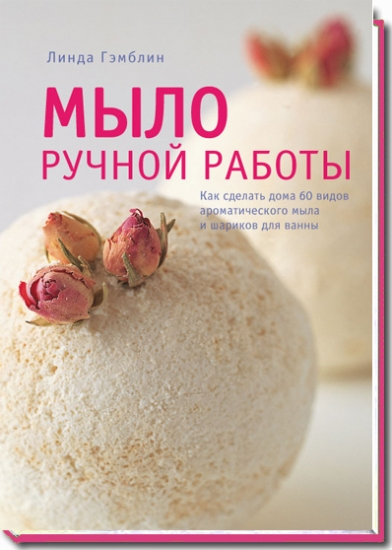 Линда Гэмблин
МЫЛО
РУЧНОЙ РАБОТЫ
Как сделать дома 60 видов
ароматического мыла
и шариков для ванны